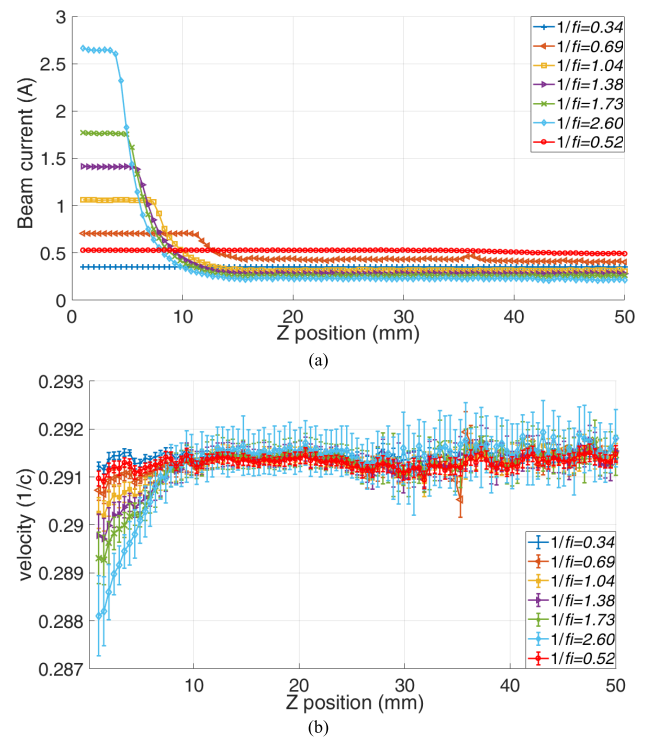 3
2.5
2
1.5
1
0.5
0
Beam current (A)
0 10 20 30 40 50
Z position (mm)
1/fi=0.34
1/fi=0.69
1/fi=1.04
1/fi=1.38
1/fi=1.73
1/fi=2.60
1/fi=0.52
(a)
0.293
0.292
0.291
0.29
0.289
0.288
0.287
velocity (1/c)
10 20 30 40 50
Z position (mm)
1/fi=0.34
1/fi=0.69
1/fi=1.04
1/fi=1.38
1/fi=1.73
1/fi=2.60
1/fi=0.52
(b)